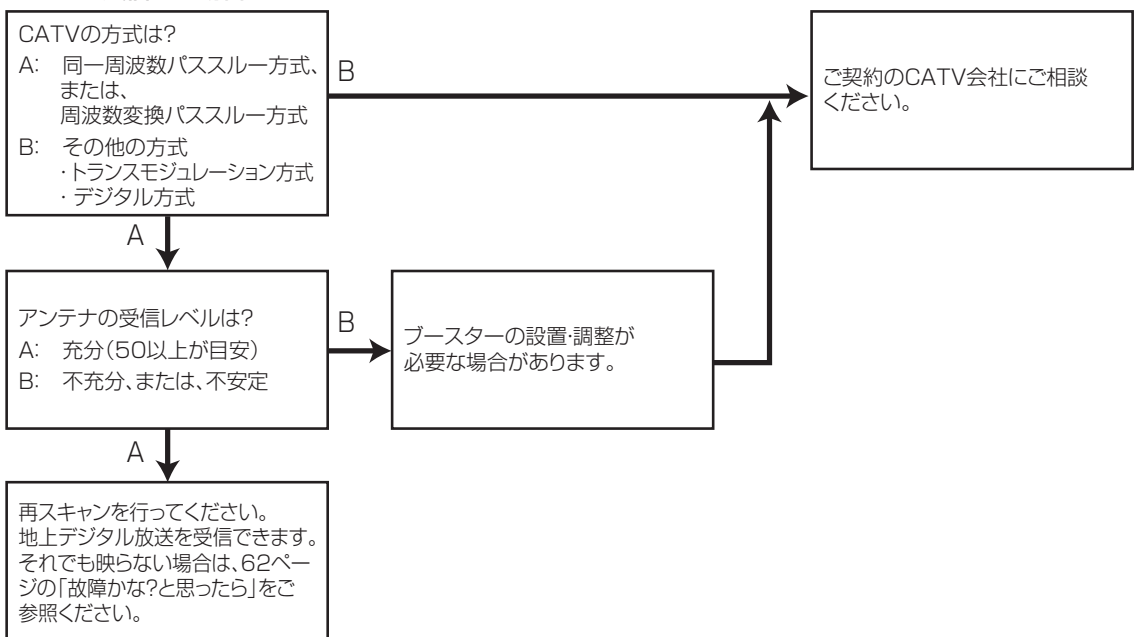 CATVの方式は?
A: 同一周波数パススルー方式、
または、
周波数変換パススルー方式
B: その他の方式
・トランスモジュレーション方式
・デジタル方式
B
ご契約のCATV会社にご相談
ください。
A
アンテナの受信レベルは?
A: 充分(50以上が目安)
B: 不充分、または、不安定
B
ブースターの設置・調整が
必要な場合があります。
A
再スキャンを行ってください。
地上デジタル放送を受信できます。
それでも映らない場合は、62ペー
ジの「故障かな?と思ったら」をご
参照ください。